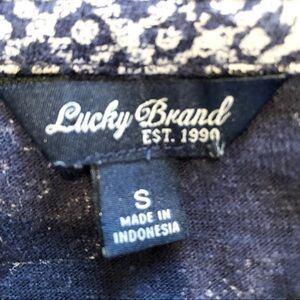 Lucky Brand
EST. 1990
S
MADE IN
INDONESIA